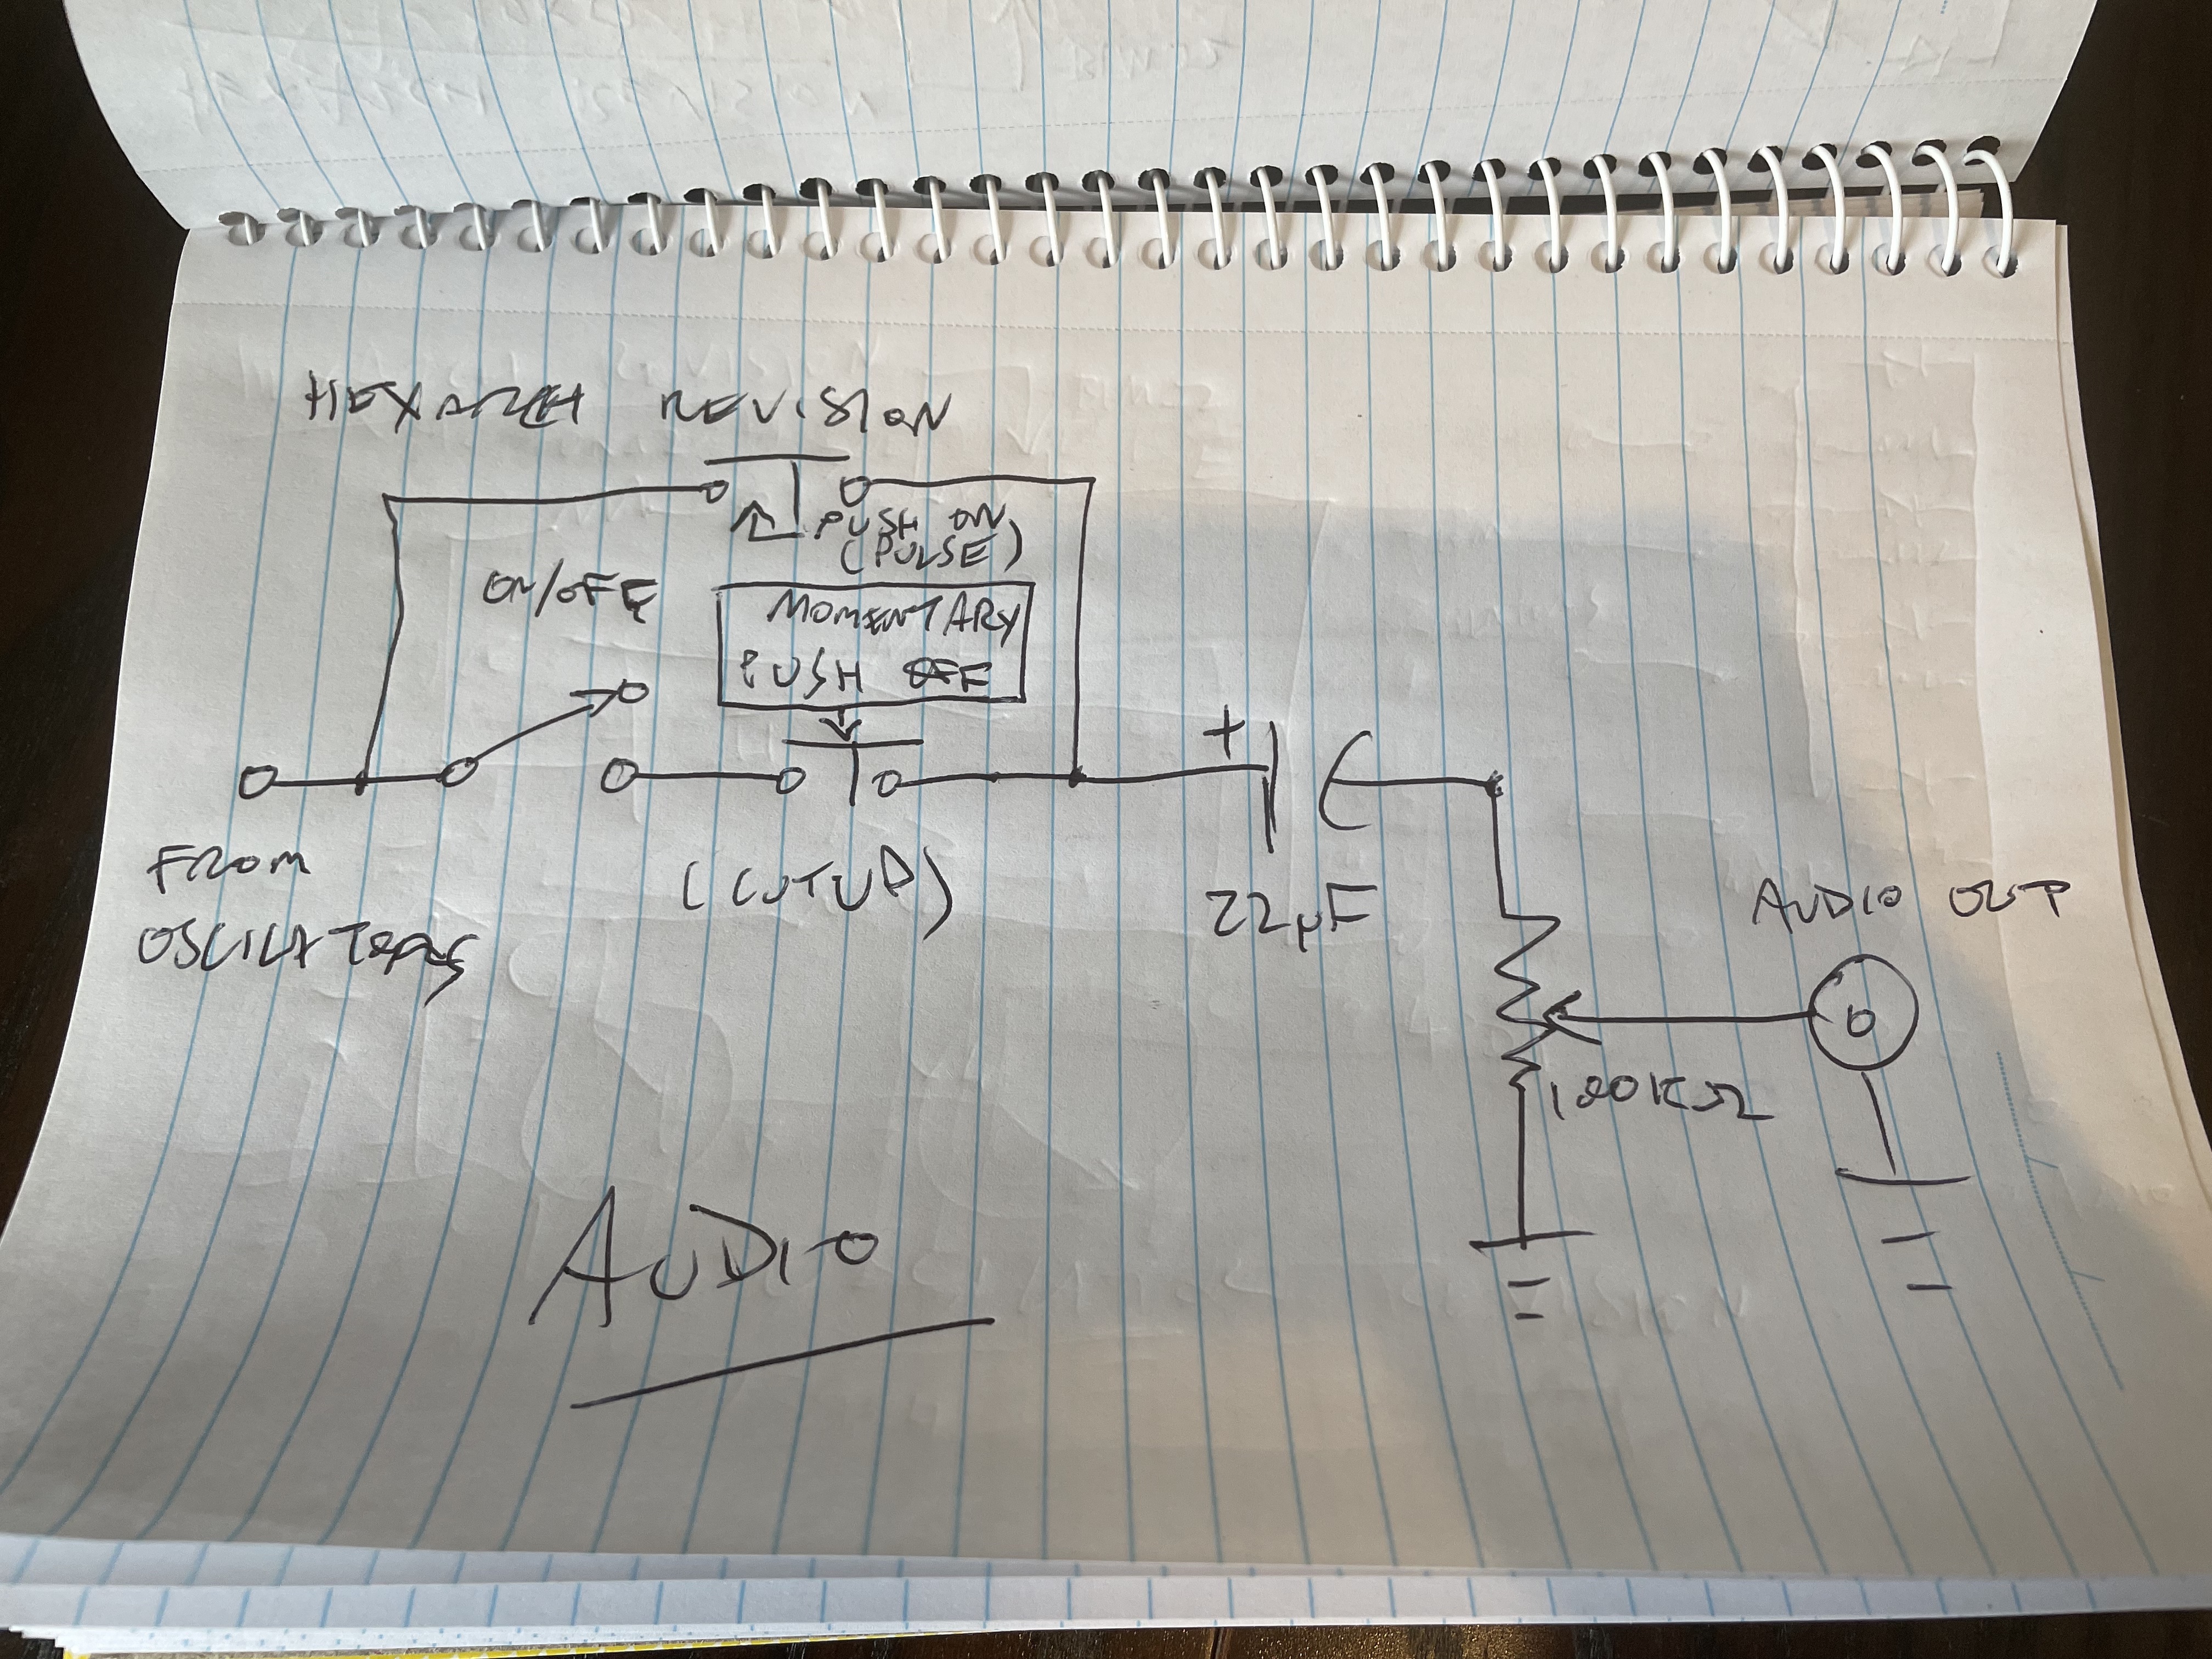 HEXARCH REVISION
PUSH ON
(PULSE)
ON/OFF
MOMENTARY
PUSH OFF
+
FROM
OSCILLATORS
(CUTUP)
22µF
AUDIO OUT
100KΩ
AUDIO